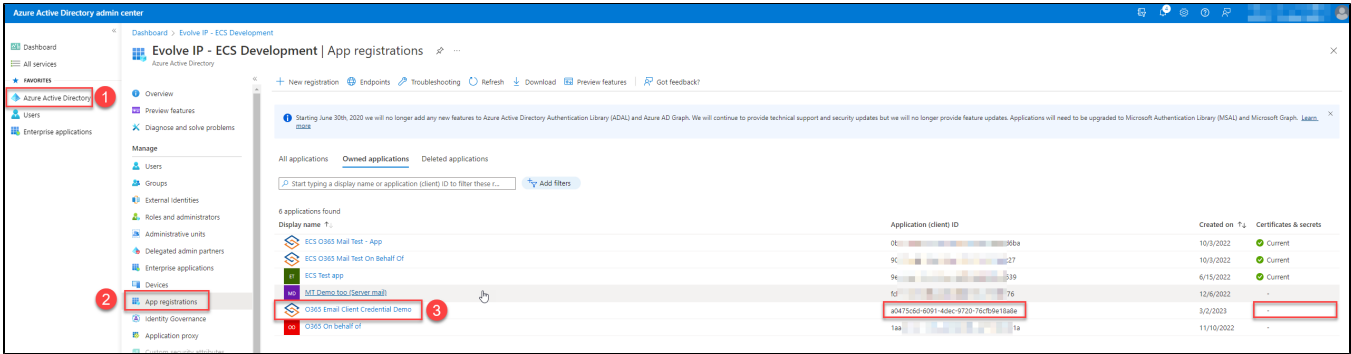 Azure Active Directory admin center
4
Dashboard
All services
FAVORITES
Azure Active Directory
1
Users
Enterprise applications
Dashboard > Evolve IP - ECS Development
Evolve IP - ECS Development | App registrations
Azure Active Directory
Overview
Preview features
Diagnose and solve problems
Manage
Users
Groups
External Identities
Roles and administrators
Administrative units
Delegated admin partners
Enterprise applications
Devices
2
App registrations
Identity Governance
Application proxy
Custom security attributes
New registration Endpoints Troubleshooting Refresh Download Preview features Got feedback?
Starting June 30th, 2020 we will no longer add any new features to Azure Active Directory Authentication Library (ADAL) and Azure AD Graph. We will continue to provide technical support and security updates but we will no longer provide feature updates. Applications will need to be upgraded to Microsoft Authentication Library (MSAL) and Microsoft Graph. Learn
more
All applications Owned applications Deleted applications
Start typing a display name or application (client) ID to filter these r... Add filters
6 applications found
Display name ↑↓ Application (client) ID Created on ↑↓ Certificates & secrets
ECS O365 Mail Test - App d6ba 10/3/2022 Current
ECS O365 Mail Test On Behalf Of 27 10/3/2022 Current
ET ECS Test app 539 6/15/2022 Current
MD MT Demo too (Server mail) 76 12/6/2022 -
O365 Email Client Credential Demo 3 a0475c6d-6091-4dec-9720-76cfb9e18a8e 3/2/2023 -
OO O365 On behalf of 1aa 1a 11/10/2022 -